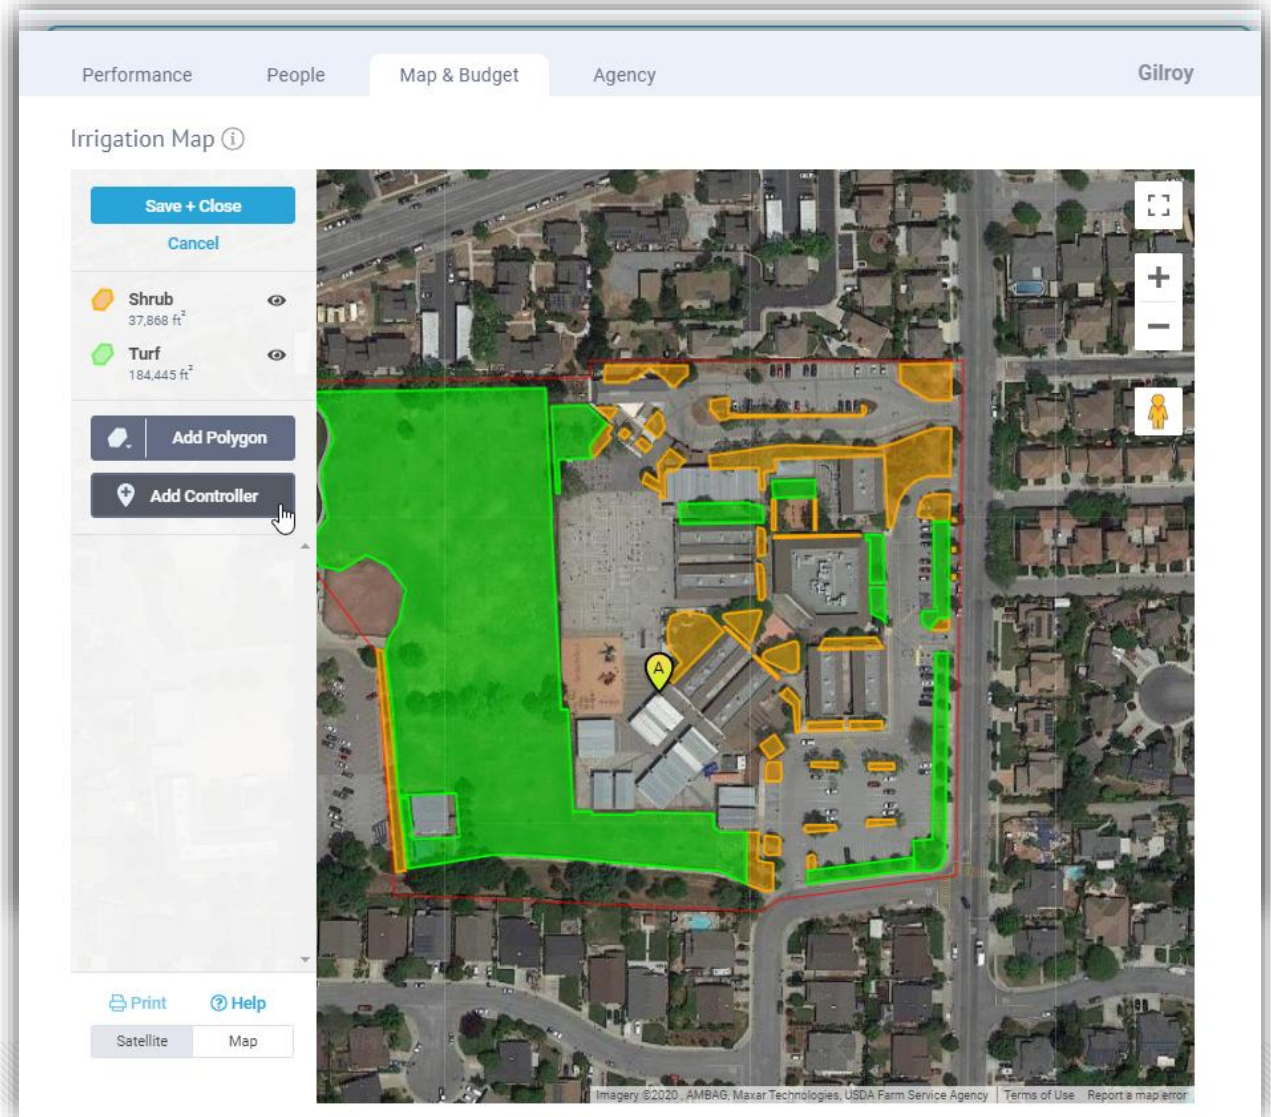 Performance
People
Map & Budget
Agency
Gilroy
Irrigation Map
Save + Close
Cancel
Shrub
37,868 ft²
Turf
184,445 ft²
Add Polygon
Add Controller
A
Print
Help
Satellite
Map
Imagery ©2020 , AMBAG, Maxar Technologies, USDA Farm Service Agency
Terms of Use
Report a map error